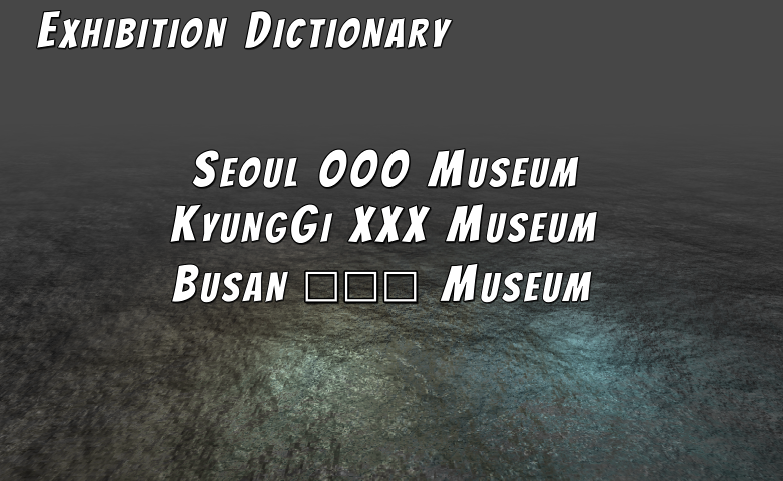 Exhibition Dictionary
Seoul OOO Museum
KyungGi XXX Museum
Busan □□□ Museum